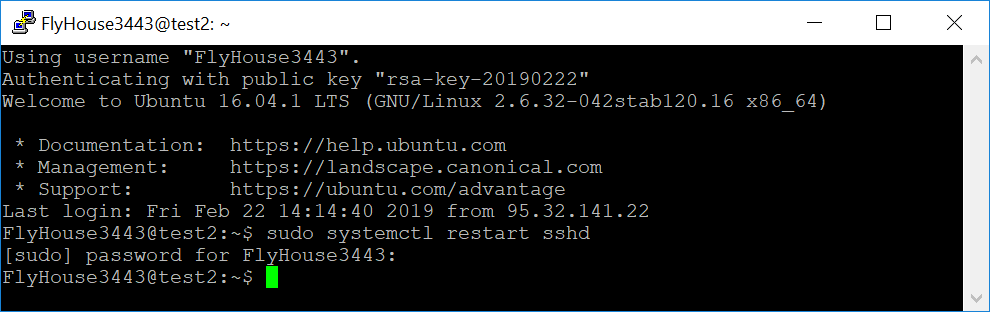 FlyHouse3443@test2: ~
Using username "FlyHouse3443".
Authenticating with public key "rsa-key-20190222"
Welcome to Ubuntu 16.04.1 LTS (GNU/Linux 2.6.32-042stab120.16 x86_64)
* Documentation:  https://help.ubuntu.com
* Management:     https://landscape.canonical.com
* Support:        https://ubuntu.com/advantage
Last login: Fri Feb 22 14:14:40 2019 from 95.32.141.22
FlyHouse3443@test2:~$ sudo systemctl restart sshd
[sudo] password for FlyHouse3443:
FlyHouse3443@test2:~$